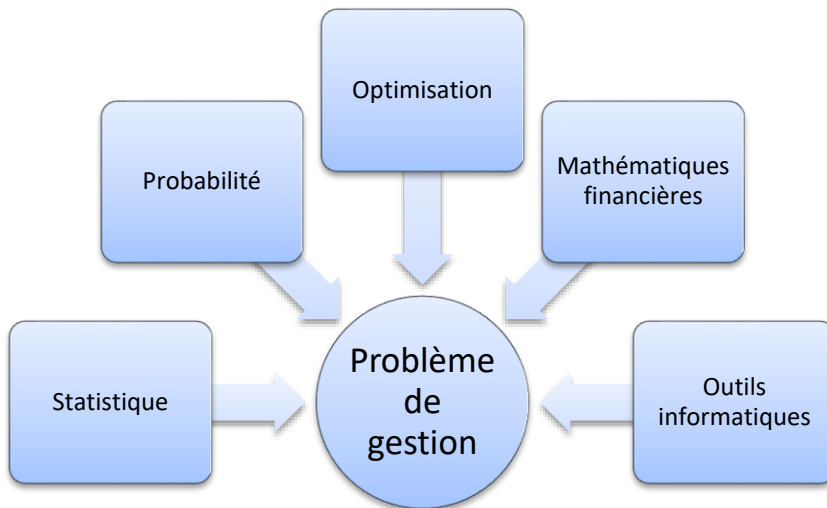 Optimisation
Probabilité
Mathématiques
financières
Statistique
Problème
de
gestion
Outils
informatiques